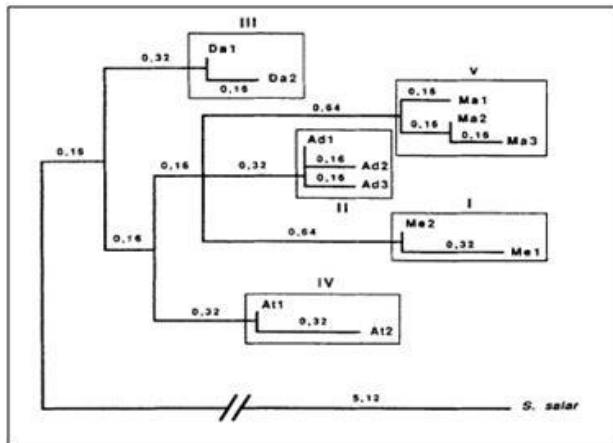 III
Da1
0,32
Da2
0,16
V
0,64
0,16
Ma1
Ma2
0,16
0,16
Ma3
0,16
Ad1
0,16
0,32
0,16
Ad2
0,16
Ad3
II
I
0,16
0,64
Me2
0,32
Me1
IV
At1
0,32
0,32
At2
5,12
S. salar